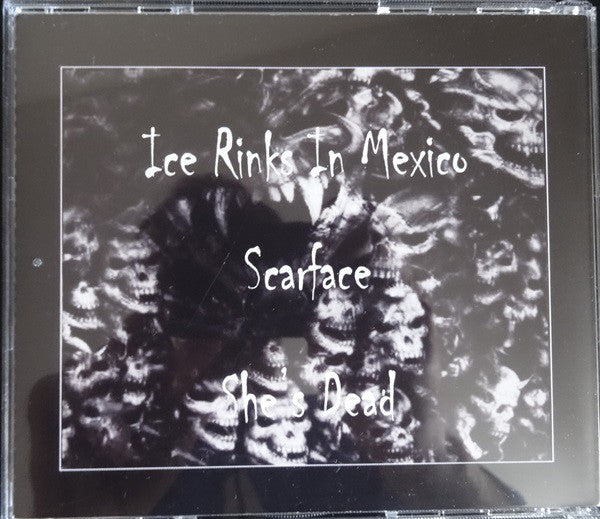 Ice Rinks In Mexico
Scarface
She's Dead